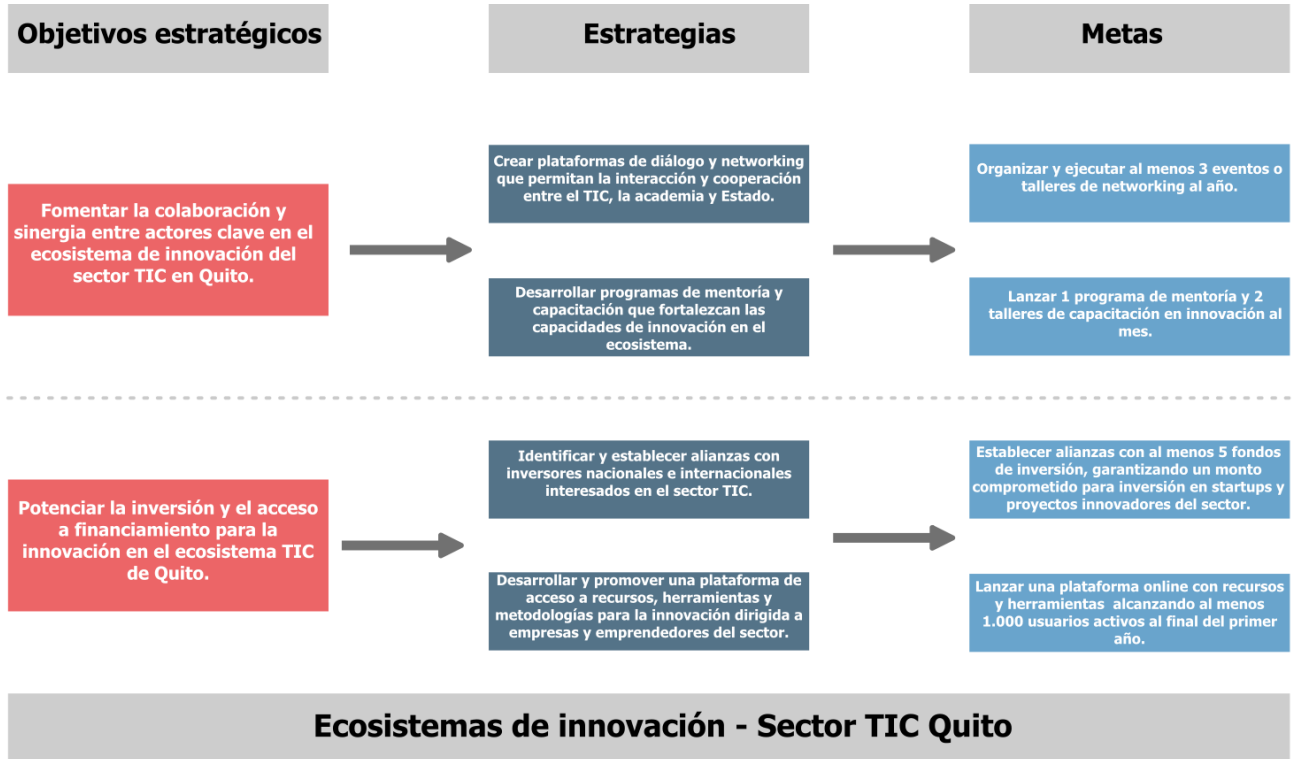 Objetivos estratégicos
Estrategias
Metas
Fomentar la colaboración y
sinergia entre actores clave en el
ecosistema de innovación del
sector TIC en Quito.
Crear plataformas de diálogo y networking
que permitan la interacción y cooperación
entre el TIC, la academia y Estado.
Organizar y ejecutar al menos 3 eventos o
talleres de networking al año.
Desarrollar programas de mentoría y
capacitación que fortalezcan las
capacidades de innovación en el
ecosistema.
Lanzar 1 programa de mentoría y 2
talleres de capacitación en innovación al
mes.
Potenciar la inversión y el acceso
a financiamiento para la
innovación en el ecosistema TIC
de Quito.
Identificar y establecer alianzas con
inversores nacionales e internacionales
interesados en el sector TIC.
Establecer alianzas con al menos 5 fondos
de inversión, garantizando un monto
comprometido para inversión en startups y
proyectos innovadores del sector.
Desarrollar y promover una plataforma de
acceso a recursos, herramientas y
metodologías para la innovación dirigida a
empresas y emprendedores del sector.
Lanzar una plataforma online con recursos
y herramientas alcanzando al menos
1.000 usuarios activos al final del primer
año.
Ecosistemas de innovación - Sector TIC Quito